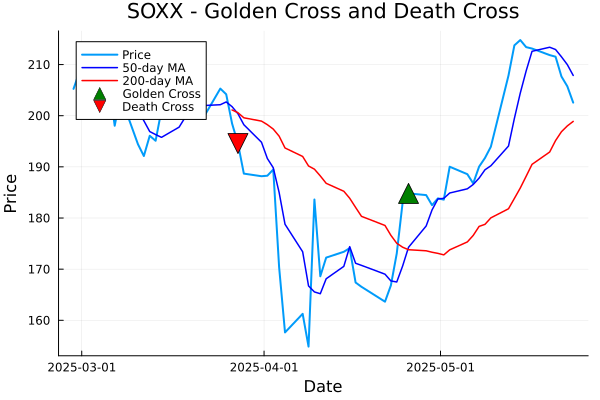 SOXX - Golden Cross and Death Cross
Price
50-day MA
200-day MA
Golden Cross
Death Cross
Price
210
200
190
180
170
160
2025-03-01
2025-04-01
2025-05-01
Date